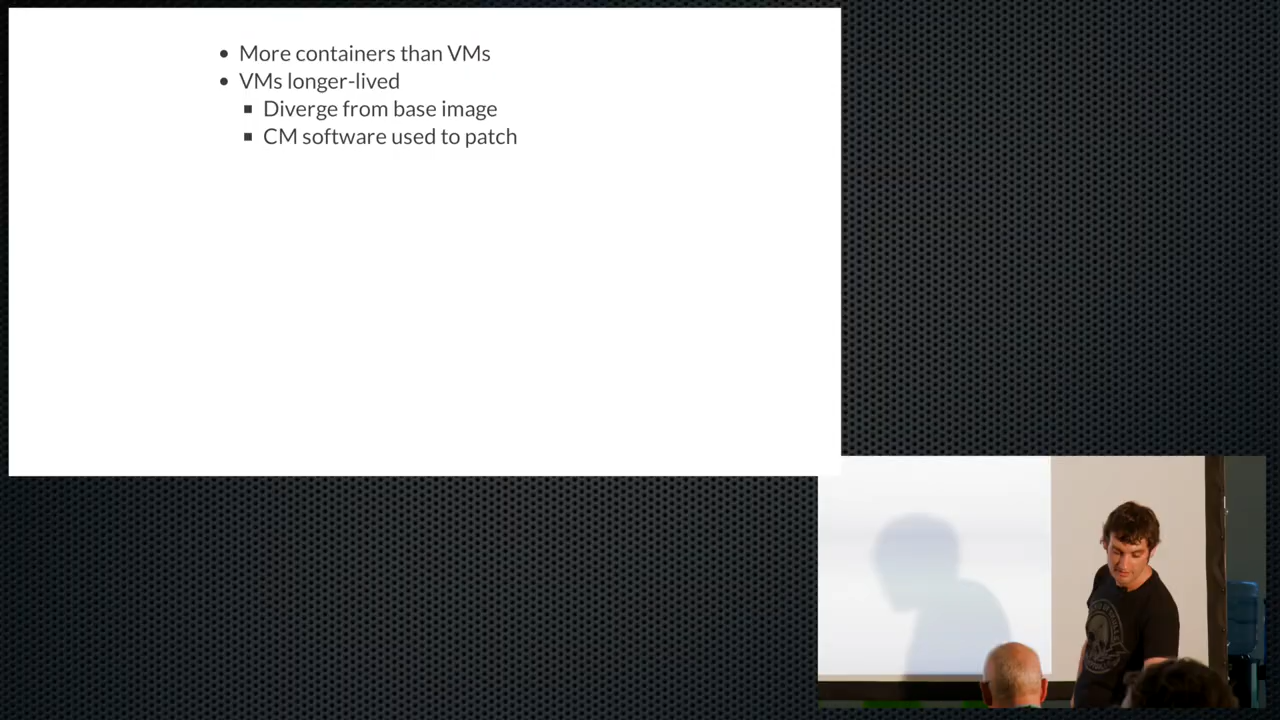 More containers than VMs
VMs longer-lived
Diverge from base image
CM software used to patch